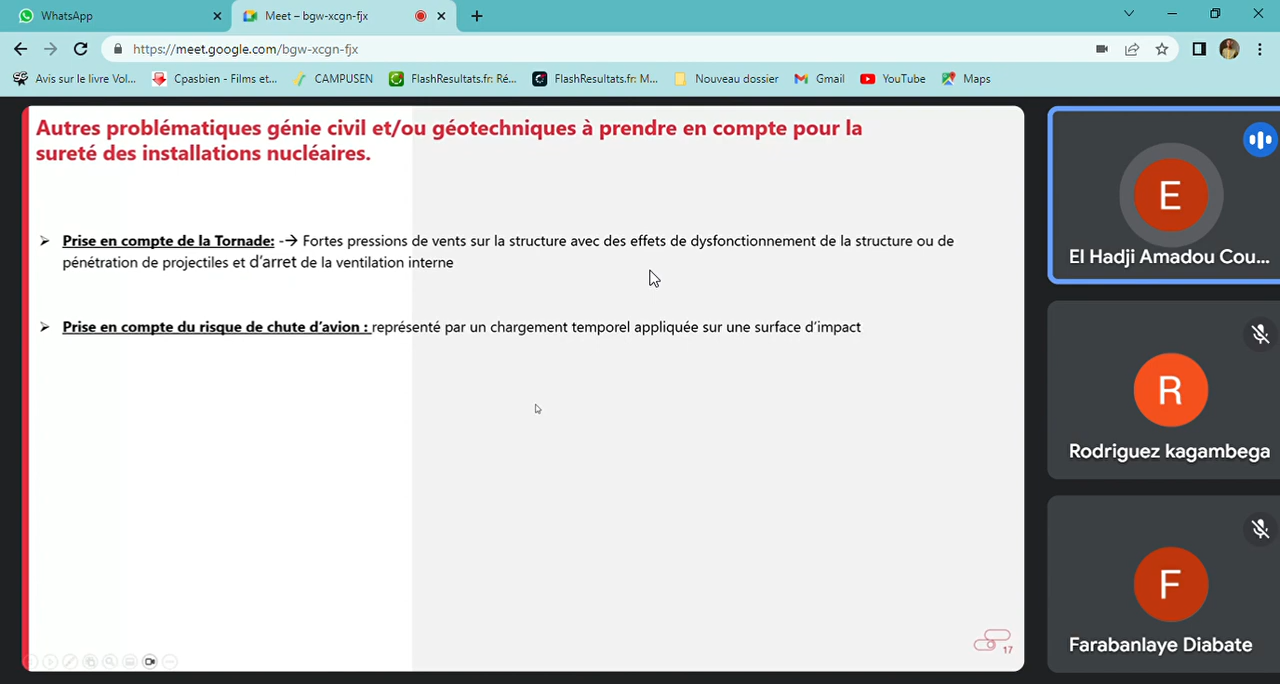 WhatsApp
Meet – bgw-xcgn-fjx
https://meet.google.com/bgw-xcgn-fjx
Avis sur le livre Vol...
Cpasbien - Films et...
CAMPUSEN
FlashResultats.fr: Ré...
FlashResultats.fr: M...
Nouveau dossier
Gmail
YouTube
Maps
Autres problématiques génie civil et/ou géotechniques à prendre en compte pour la
sureté des installations nucléaires.
➢ Prise en compte de la Tornade: -→ Fortes pressions de vents sur la structure avec des effets de dysfonctionnement de la structure ou de
pénétration de projectiles et d’arret de la ventilation interne
➢ Prise en compte du risque de chute d’avion : représenté par un chargement temporel appliquée sur une surface d’impact
17
E
El Hadji Amadou Cou...
R
Rodriguez kagambega
F
Farabanlaye Diabate